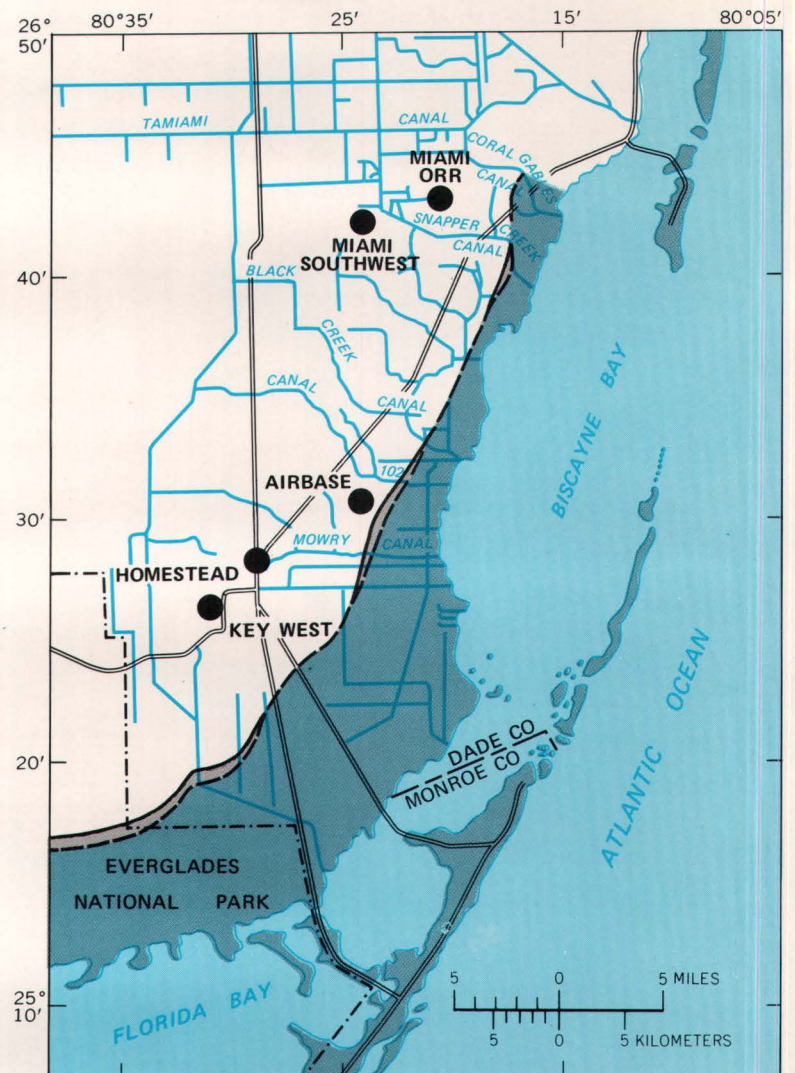 26°
50'
80°35'
25'
15'
80°05'
TAMIAMI
CANAL
CORAL GABLES
CANAL
MIAMI
ORR
SNAPPER
CREEK
CANAL
MIAMI
SOUTHWEST
BLACK
40'
CREEK
CANAL
CANAL
BISCAYNE BAY
102
AIRBASE
30'
MOWRY
CANAL
HOMESTEAD
KEY WEST
ATLANTIC OCEAN
20'
DADE CO
MONROE CO
EVERGLADES
NATIONAL PARK
FLORIDA BAY
25°
10'
5 0 5 MILES
5 0 5 KILOMETERS